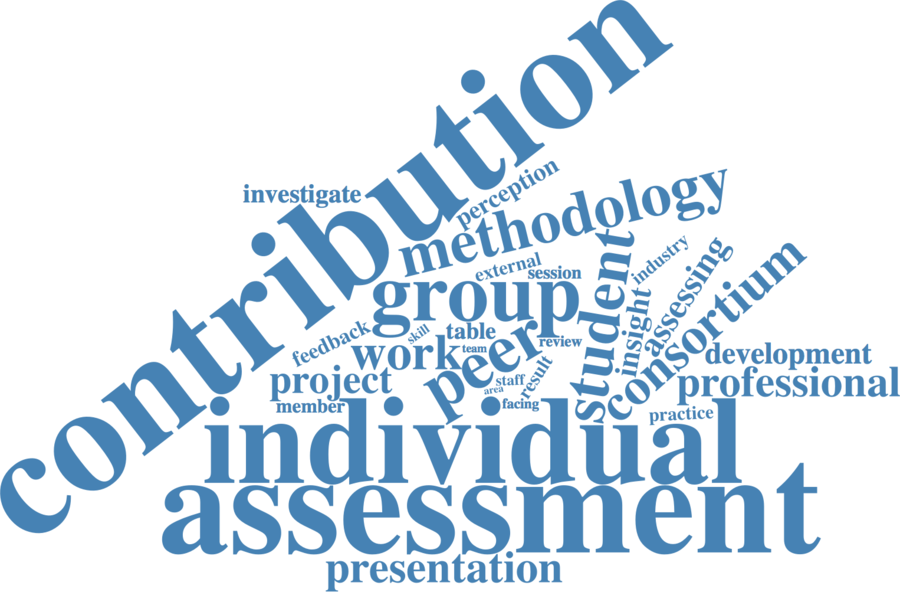 contribution
investigate
perception
methodology
external
session
industry
group
student
insight
assessing
consortium
feedback
skill
table
review
work
team
peer
development
project
staff
result
professional
area
member
facing
practice
individual
assessment
presentation